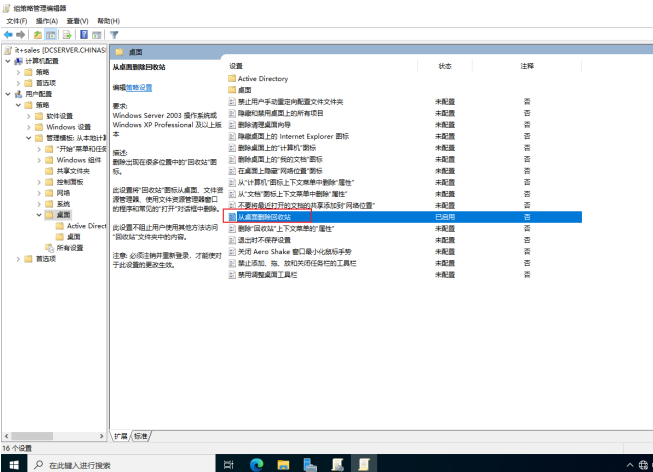 组策略管理编辑器
文件(F) 操作(A) 查看(V) 帮助(H)
it+sales [DCSERVER.CHINASI
计算机配置
策略
首选项
用户配置
策略
软件设置
Windows 设置
管理模板: 从本地计算
"开始"菜单和任务
Windows 组件
共享文件夹
控制面板
网络
系统
桌面
Active Direct
桌面
所有设置
首选项
桌面
从桌面删除回收站
编辑策略设置
要求:
Windows Server 2003 操作系统或
Windows XP Professional 及以上版
本
描述:
删除出现在很多位置中的"回收站"图
标。
此设置将"回收站"图标从桌面、文件资
源管理器、使用文件资源管理器窗口
的程序和常见的"打开"对话框中删除。
此设置不阻止用户使用其他方法访问
"回收站"文件夹中的内容。
注意: 必须注销并重新登录，才能使对
于此设置的更改生效。
设置 状态 注释
Active Directory
桌面
禁止用户手动重定向配置文件文件夹 未配置 否
隐藏和禁用桌面上的所有项目 未配置 否
删除清理桌面向导 未配置 否
隐藏桌面上的 Internet Explorer 图标 未配置 否
删除桌面上的"计算机"图标 未配置 否
删除桌面上的"我的文档"图标 未配置 否
在桌面上隐藏"网络位置"图标 未配置 否
从"计算机"图标上下文菜单中删除"属性" 未配置 否
从"文档"图标上下文菜单中删除"属性" 未配置 否
不要将最近打开的文档的共享添加到"网络位置" 未配置 否
从桌面删除回收站 已启用 否
删除"回收站"上下文菜单的"属性" 未配置 否
退出时不保存设置 未配置 否
关闭 Aero Shake 窗口最小化鼠标手势 未配置 否
禁止添加、拖、放和关闭任务栏的工具栏 未配置 否
禁用调整桌面工具栏 未配置 否
扩展 标准
16 个设置
在此键入进行搜索